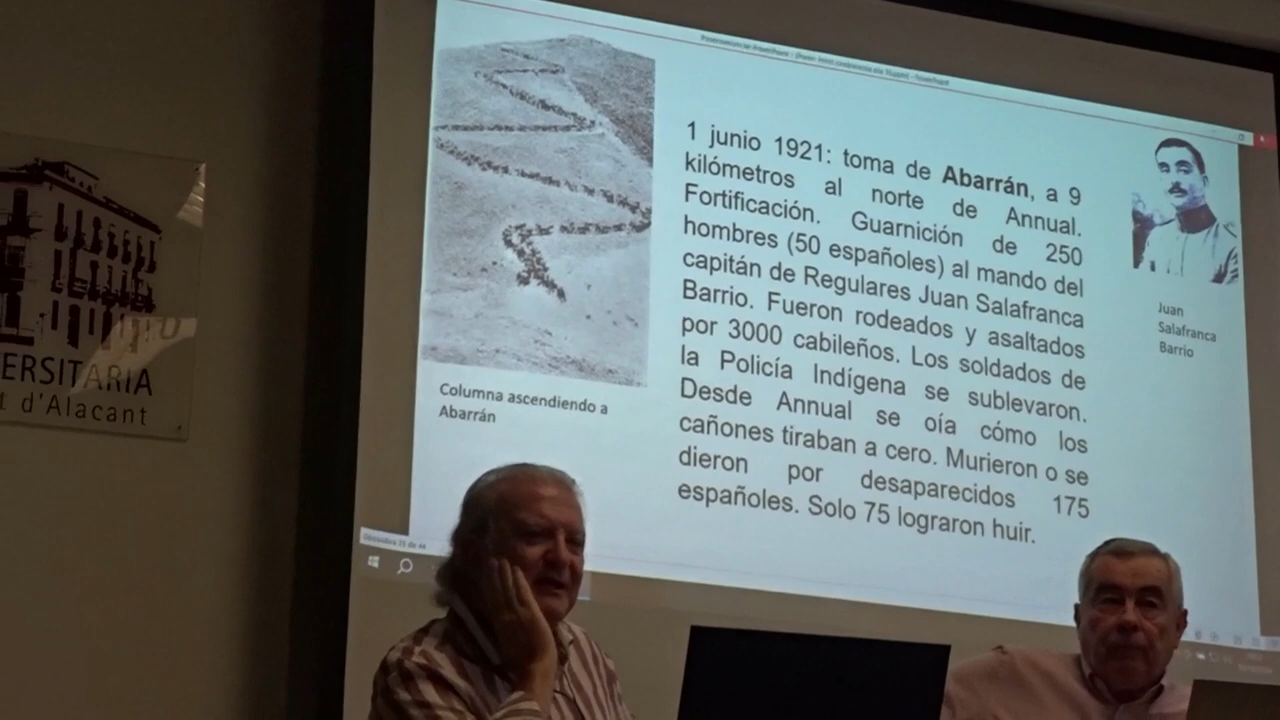 ERSITARIA
t d'Alacant
Columna ascendiendo a
Abarrán
1 junio 1921: toma de Abarrán, a 9
kilómetros al norte de Annual.
Fortificación. Guarnición de 250
hombres (50 españoles) al mando del
capitán de Regulares Juan Salafranca
Barrio. Fueron rodeados y asaltados
por 3000 cabileños. Los soldados de
la Policía Indígena se sublevaron.
Desde Annual se oía cómo los
cañones tiraban a cero. Murieron o se
dieron por desaparecidos 175
españoles. Solo 75 lograron huir.
Juan
Salafranca
Barrio